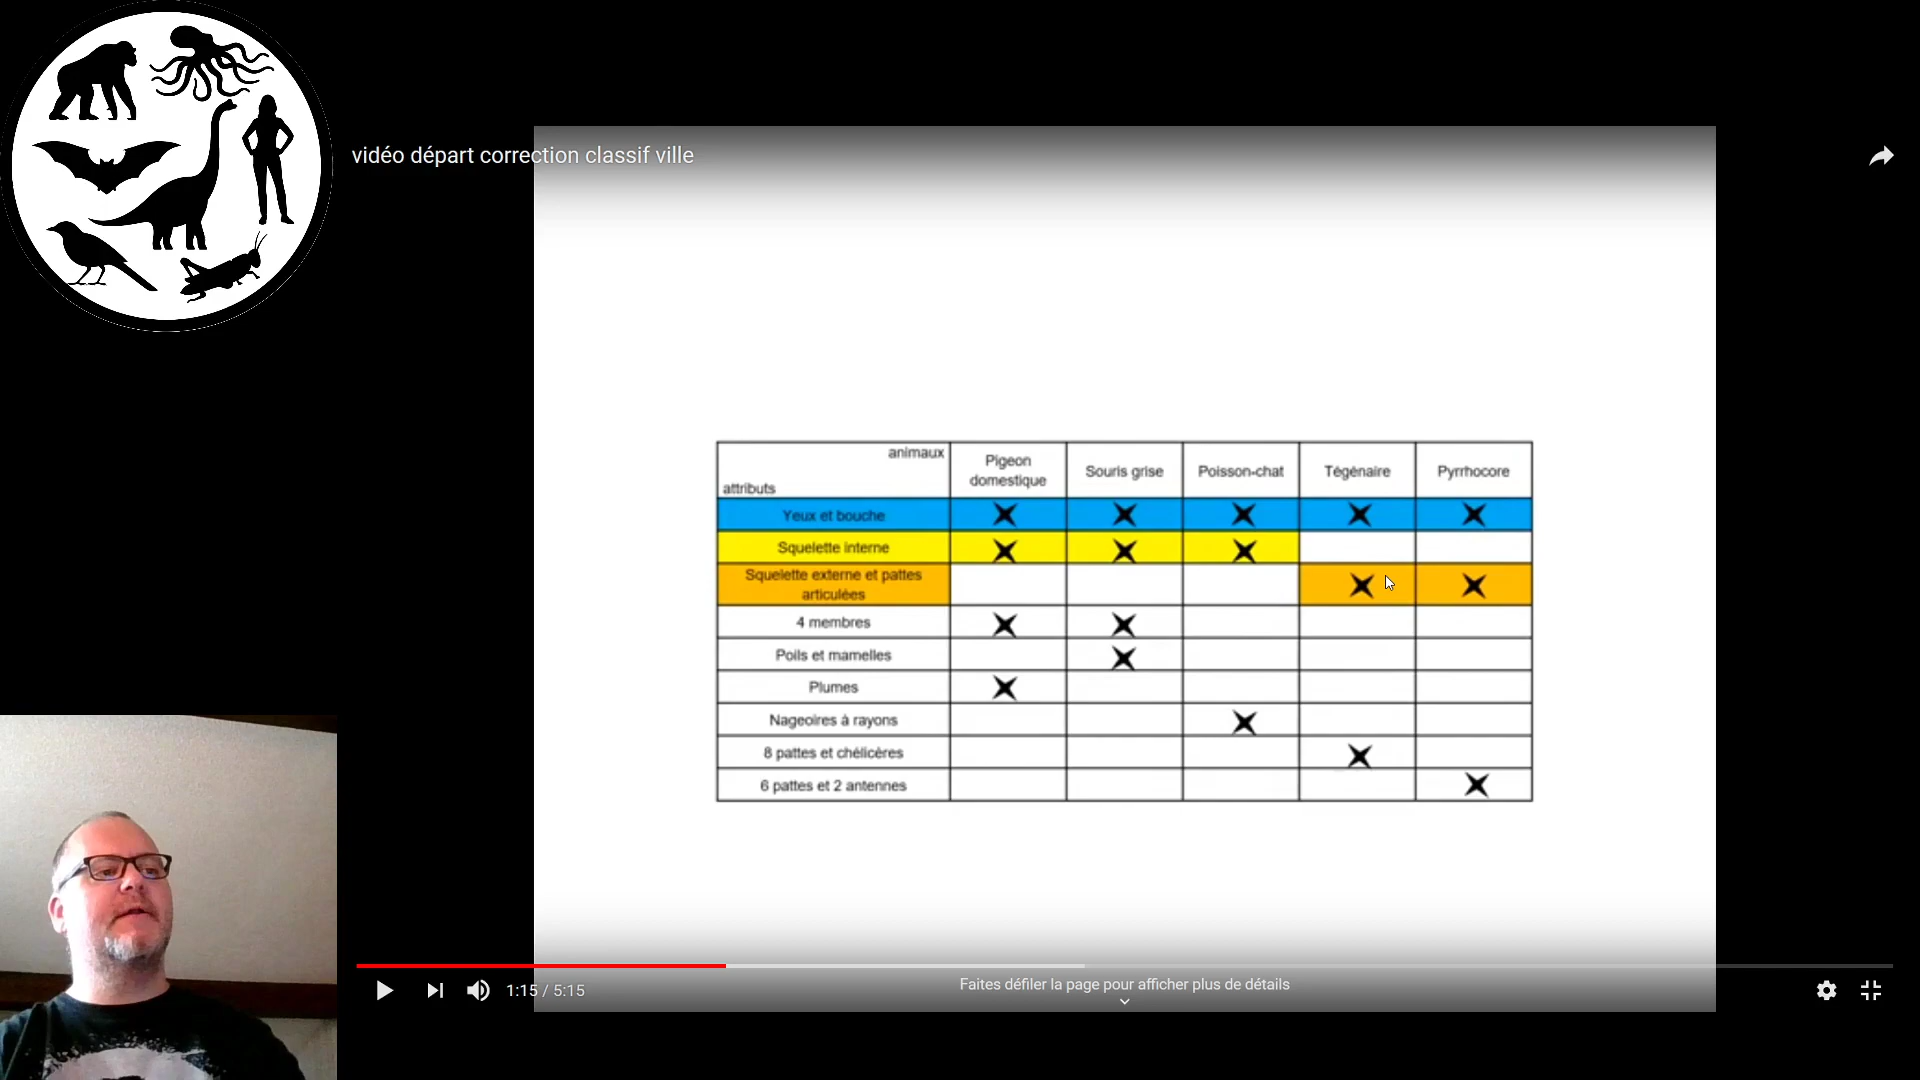 vidéo départ correction classif ville
animaux
attributs
Pigeon
domestique
Souris grise
Poisson-chat
Tégénaire
Pyrrhocore
Yeux et bouche
Squelette interne
Squelette externe et pattes
articulées
4 membres
Poils et mamelles
Plumes
Nageoires à rayons
8 pattes et chélicères
6 pattes et 2 antennes
1:15 / 5:15
Faites défiler la page pour afficher plus de détails